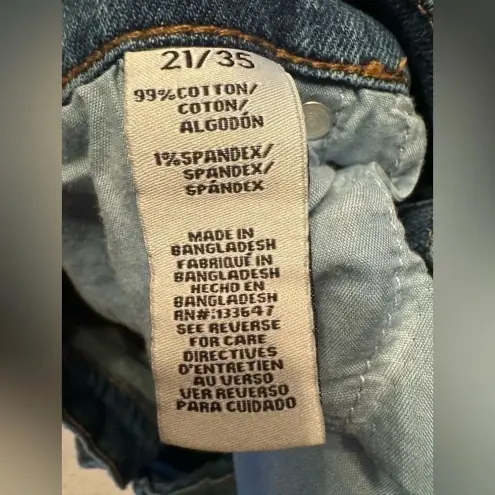 21/35
99%COTTON/
COTON/
ALGODÓN
1%SPANDEX/
SPANDEX/
SPÁNDEX
MADE IN
BANGLADESH
FABRIQUE IN
BANGLADESH
HECHO EN
BANGLADESH
RN#:133647
SEE REVERSE
FOR CARE
DIRECTIVES
D'ENTRETIEN
AU VERSO
VER REVERSO
PARA CUIDADO